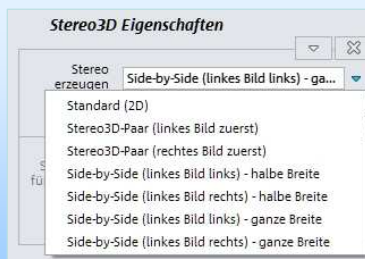 Stereo3D Eigenschaften
Stereo
erzeugen
Side-by-Side (linkes Bild links) - ga...
Standard (2D)
Stereo3D-Paar (linkes Bild zuerst)
Stereo3D-Paar (rechtes Bild zuerst)
Side-by-Side (linkes Bild links) - halbe Breite
Side-by-Side (linkes Bild rechts) - halbe Breite
Side-by-Side (linkes Bild links) - ganze Breite
Side-by-Side (linkes Bild rechts) - ganze Breite